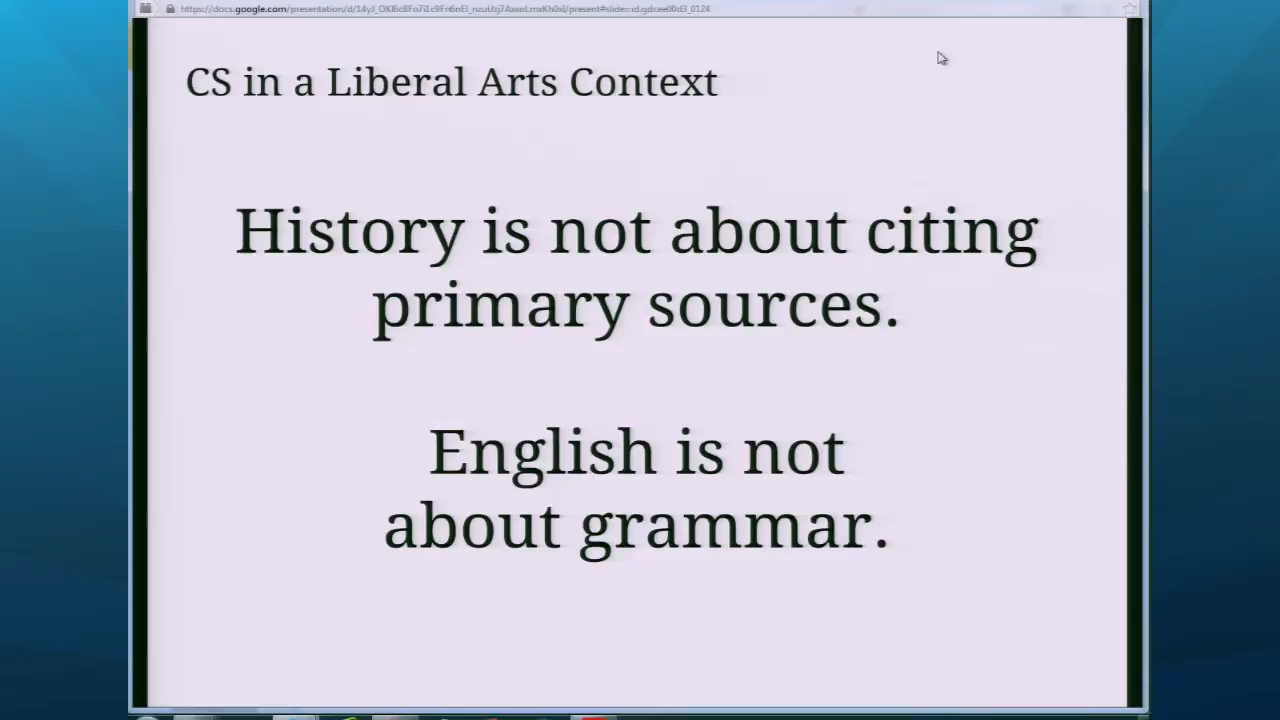 CS in a Liberal Arts Context
History is not about citing
primary sources.
English is not
about grammar.